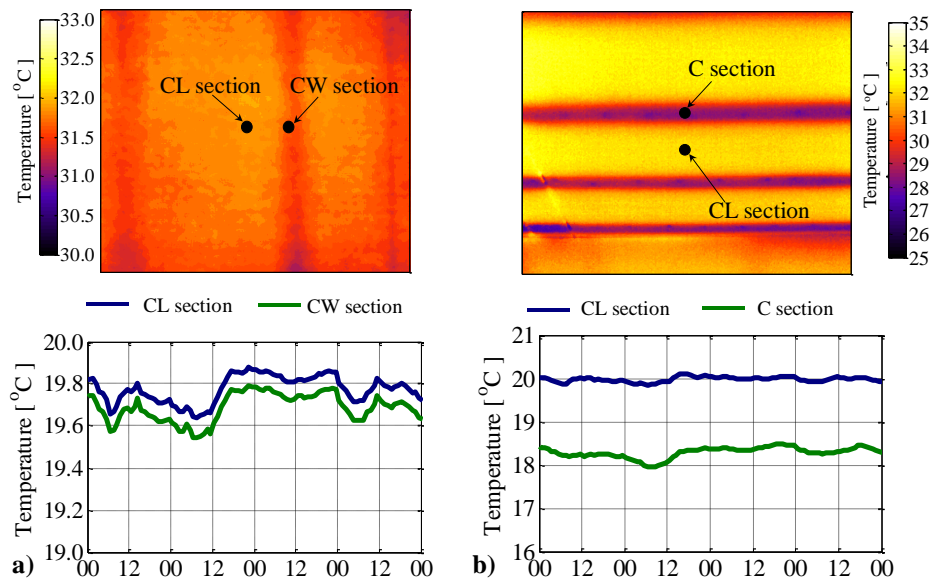 Temperature [ °C]
33.0
32.5
32.0
31.5
31.0
30.5
30.0
CL section
CW section
C section
CL section
Temperature [ °C]
35
34
33
32
31
30
29
28
27
26
25
CL section CW section
CL section C section
Temperature [ °C ]
20.0
19.8
19.6
19.4
19.2
19.0
00 12 00 12 00 12 00 12 00
a)
Temperature [ °C ]
21
20
19
18
17
16
00 12 00 12 00 12 00 12 00
b)